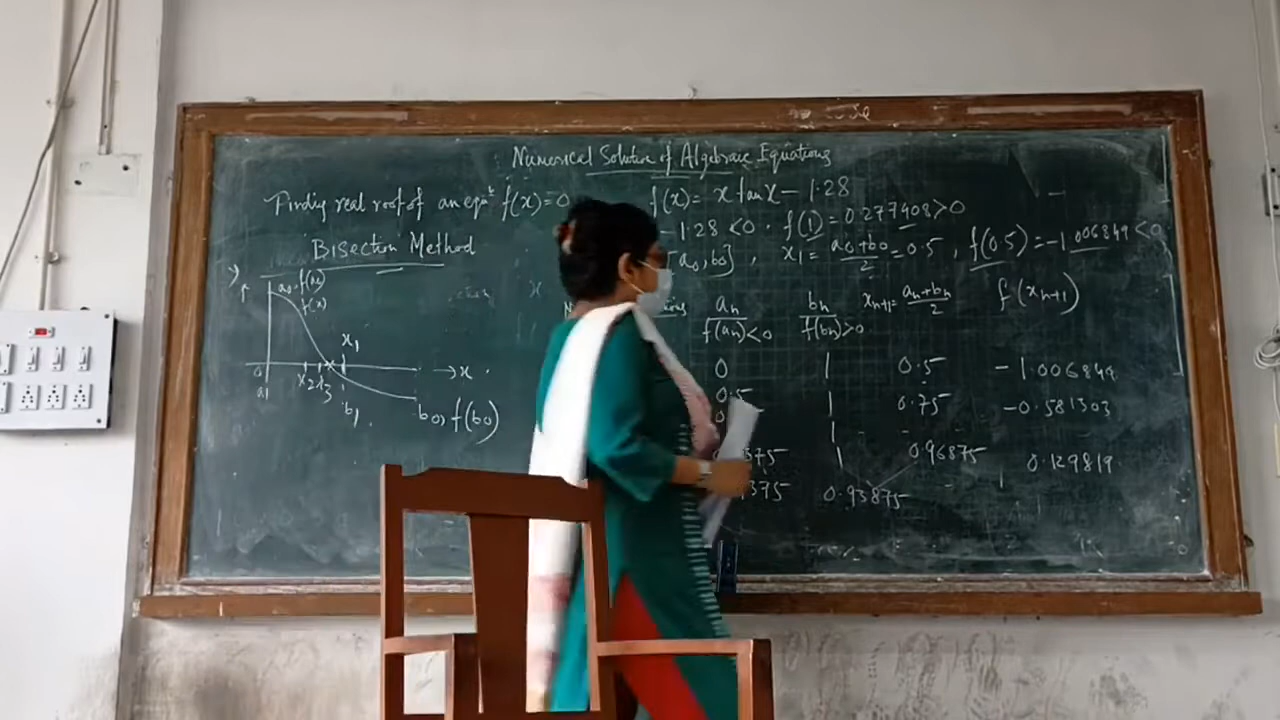 Numerical Solution of Algebraic Equations
Finding real root of an equⁿ f(x)=0
f(x) = x tan x − 1.28
− 1.28 <0 . f(1) = 0.277408>0
Bisection Method
[a₀, b₀] , x₁ = (a₀+b₀)/2 = 0.5 , f(0.5) = −1.006849 <0
y
a₀, f(a₀)
f(x)
x₁
0
a₁
x₂
x₃
→x
b₁
b₀, f(b₀)
aₙ bₙ xₙ₊₁ = (aₙ+bₙ)/2 f(xₙ₊₁)
f(aₙ)<0 f(bₙ)>0
0 1 0.5 −1.006849
0.5 1 0.75 −0.581303
1
375 1 0.96875 0.129819
375 0.93875